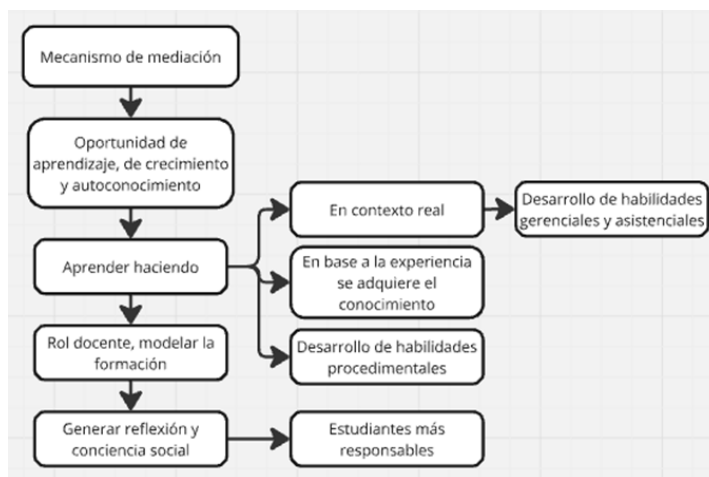 Mecanismo de mediación
Oportunidad de
aprendizaje, de crecimiento
y autoconocimiento
Aprender haciendo
En contexto real
Desarrollo de habilidades
gerenciales y asistenciales
En base a la experiencia
se adquiere el
conocimiento
Desarrollo de habilidades
procedimentales
Rol docente, modelar la
formación
Generar reflexión y
conciencia social
Estudiantes más
responsables